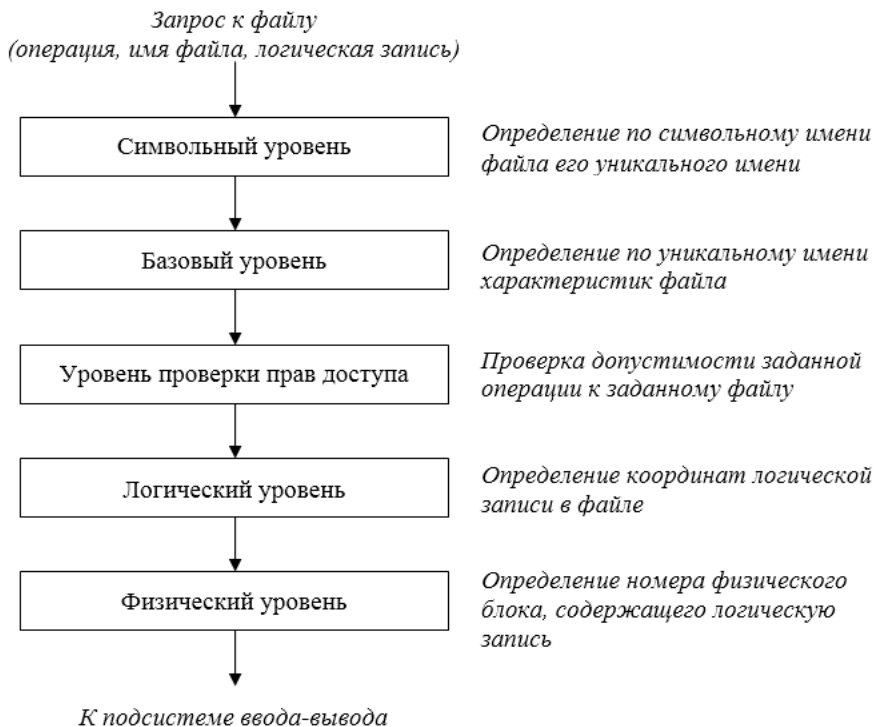 Запрос к файлу
(операция, имя файла, логическая запись)
Символьный уровень
Определение по символьному имени
файла его уникального имени
Базовый уровень
Определение по уникальному имени
характеристик файла
Уровень проверки прав доступа
Проверка допустимости заданной
операции к заданному файлу
Логический уровень
Определение координат логической
записи в файле
Физический уровень
Определение номера физического
блока, содержащего логическую
запись
К подсистеме ввода-вывода